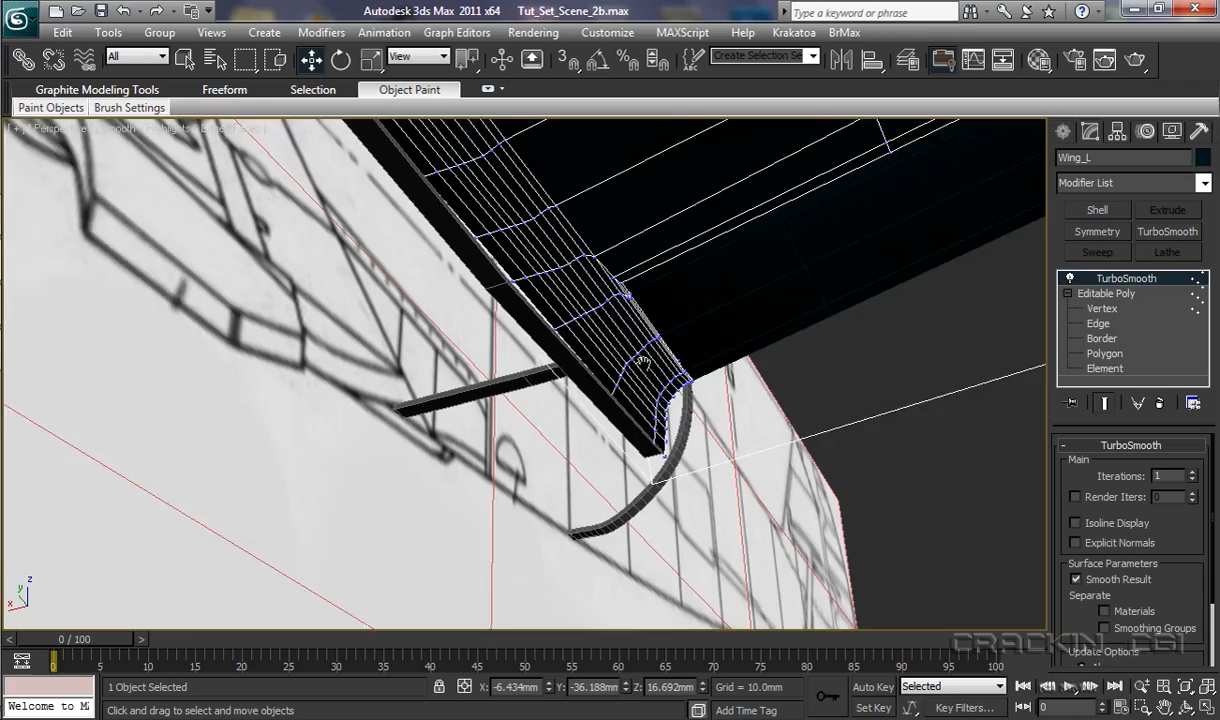 Autodesk 3ds Max 2011 x64 Tut_Set_Scene_2b.max
Type a keyword or phrase
Edit Tools Group Views Create Modifiers Animation Graph Editors Rendering Customize MAXScript Help Krakatoa BrMax
All View Create Selection Se
Graphite Modeling Tools Freeform Selection Object Paint
Paint Objects Brush Settings
Wing_L
Modifier List
Shell Extrude
Symmetry TurboSmooth
Sweep Lathe
TurboSmooth
Editable Poly
Vertex
Edge
Border
Polygon
Element
TurboSmooth
Main
Iterations: 1
Render Iters: 0
Isoline Display
Explicit Normals
Surface Parameters
Smooth Result
Separate
Materials
Smoothing Groups
Update Options
CRACKIN CGI
z
y
x
< 0 / 100 >
0 5 10 15 20 25 30 35 40 45 50 55 60 65 70 75 80 85 90 95 100
1 Object Selected X: -6.434mm Y: -36.188mm Z: 16.692mm Grid = 10.0mm Auto Key Selected
Welcome to MA Click and drag to select and move objects Add Time Tag Set Key Key Filters... 0